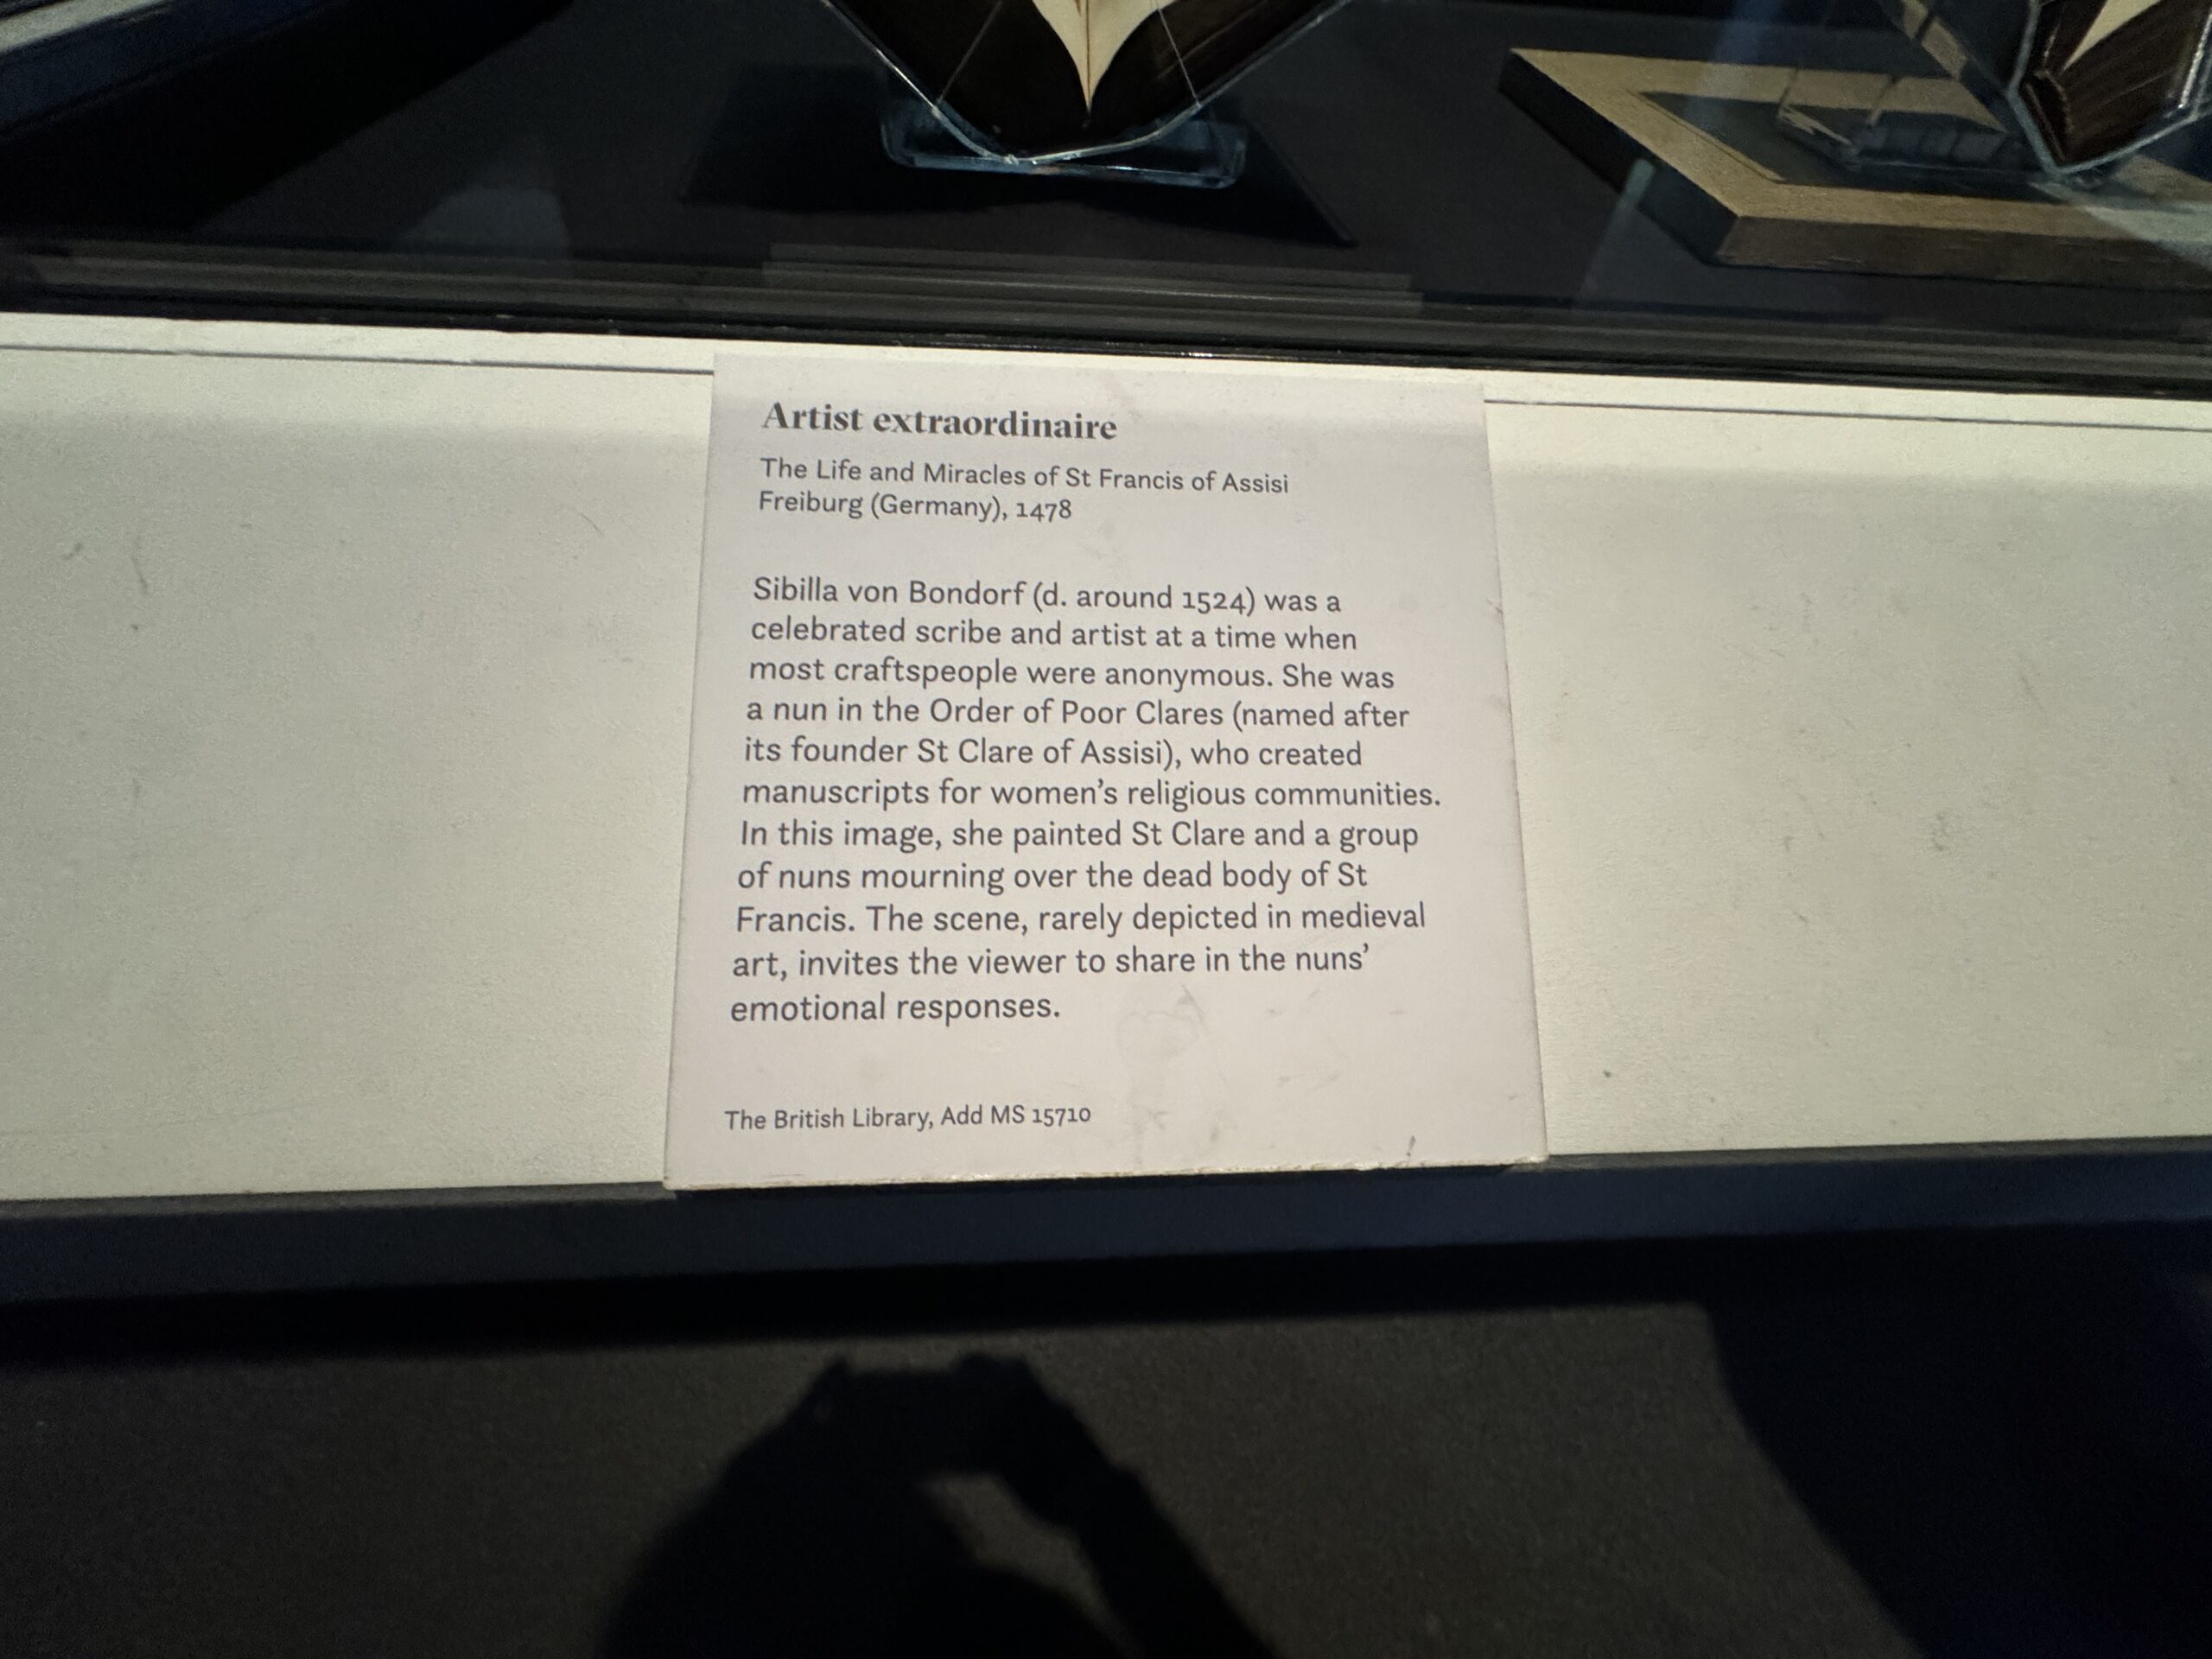 Artist extraordinaire
The Life and Miracles of St Francis of Assisi
Freiburg (Germany), 1478
Sibilla von Bondorf (d. around 1524) was a
celebrated scribe and artist at a time when
most craftspeople were anonymous. She was
a nun in the Order of Poor Clares (named after
its founder St Clare of Assisi), who created
manuscripts for women’s religious communities.
In this image, she painted St Clare and a group
of nuns mourning over the dead body of St
Francis. The scene, rarely depicted in medieval
art, invites the viewer to share in the nuns’
emotional responses.
The British Library, Add MS 15710